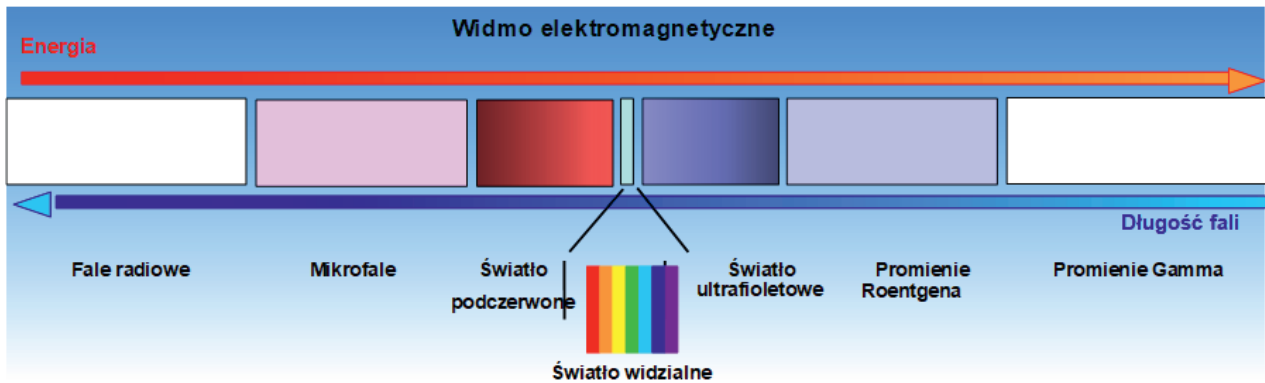 Widmo elektromagnetyczne
Energia
Długość fali
Fale radiowe
Mikrofale
Światło
podczerwone
Światło
ultrafioletowe
Promienie
Roentgena
Promienie Gamma
Światło widzialne